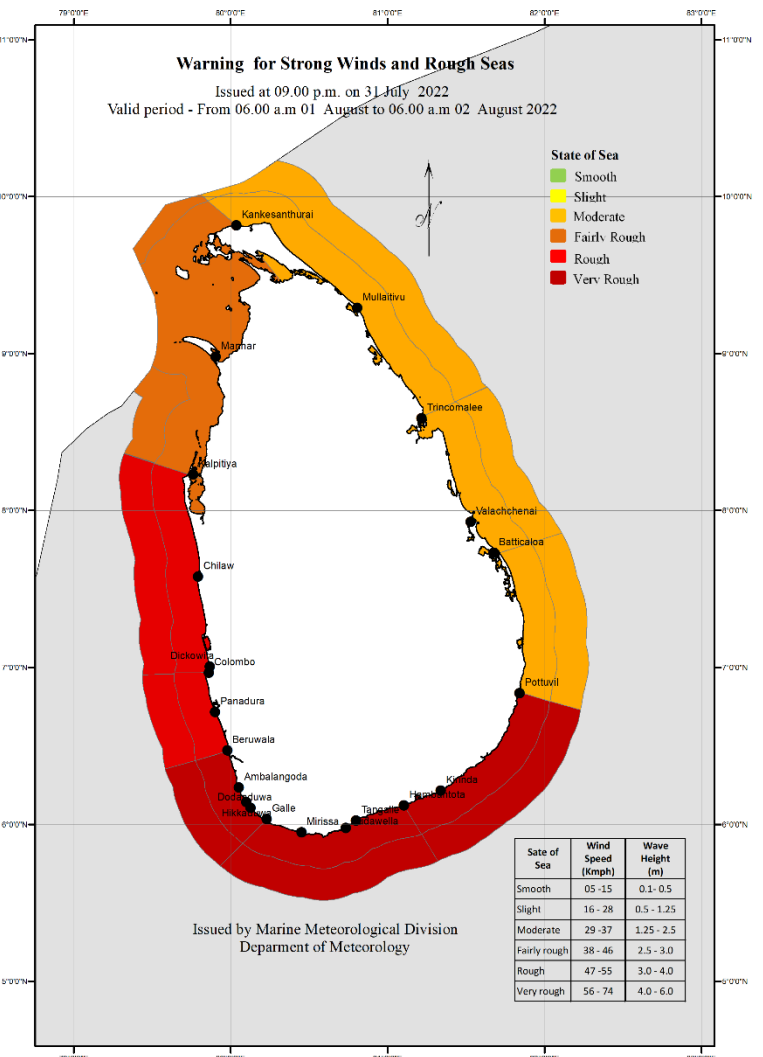 79°0'0"E 80°0'0"E 81°0'0"E 82°0'0"E 83°0'0"E
11°0'0"N 11°0'0"N
Warning for Strong Winds and Rough Seas
Issued at 09.00 p.m. on 31 July 2022
Valid period - From 06.00 a.m 01 August to 06.00 a.m 02 August 2022
State of Sea
Smooth
Slight
Moderate
Fairly Rough
Rough
Very Rough
N
10°0'0"N 10°0'0"N
Kankesanthurai
Mullaitivu
9°0'0"N 9°0'0"N
Mannar
Trincomalee
Kalpitiya
8°0'0"N 8°0'0"N
Valachchenai
Batticaloa
Chilaw
Dickowita
Colombo
7°0'0"N 7°0'0"N
Pottuvil
Panadura
Beruwala
Ambalangoda
Kirinda
Dodanduwa
Hambantota
Hikkaduwa
Galle
Mirissa
Tangalle
6°0'0"N 6°0'0"N
Sate of Sea Wind Speed (Kmph) Wave Height (m)
Smooth 05 -15 0.1- 0.5
Slight 16 - 28 0.5 - 1.25
Moderate 29 -37 1.25 - 2.5
Fairly rough 38 - 46 2.5 - 3.0
Rough 47 -55 3.0 - 4.0
Very rough 56 - 74 4.0 - 6.0
Issued by Marine Meteorological Division
Deparment of Meteorology
5°0'0"N 5°0'0"N